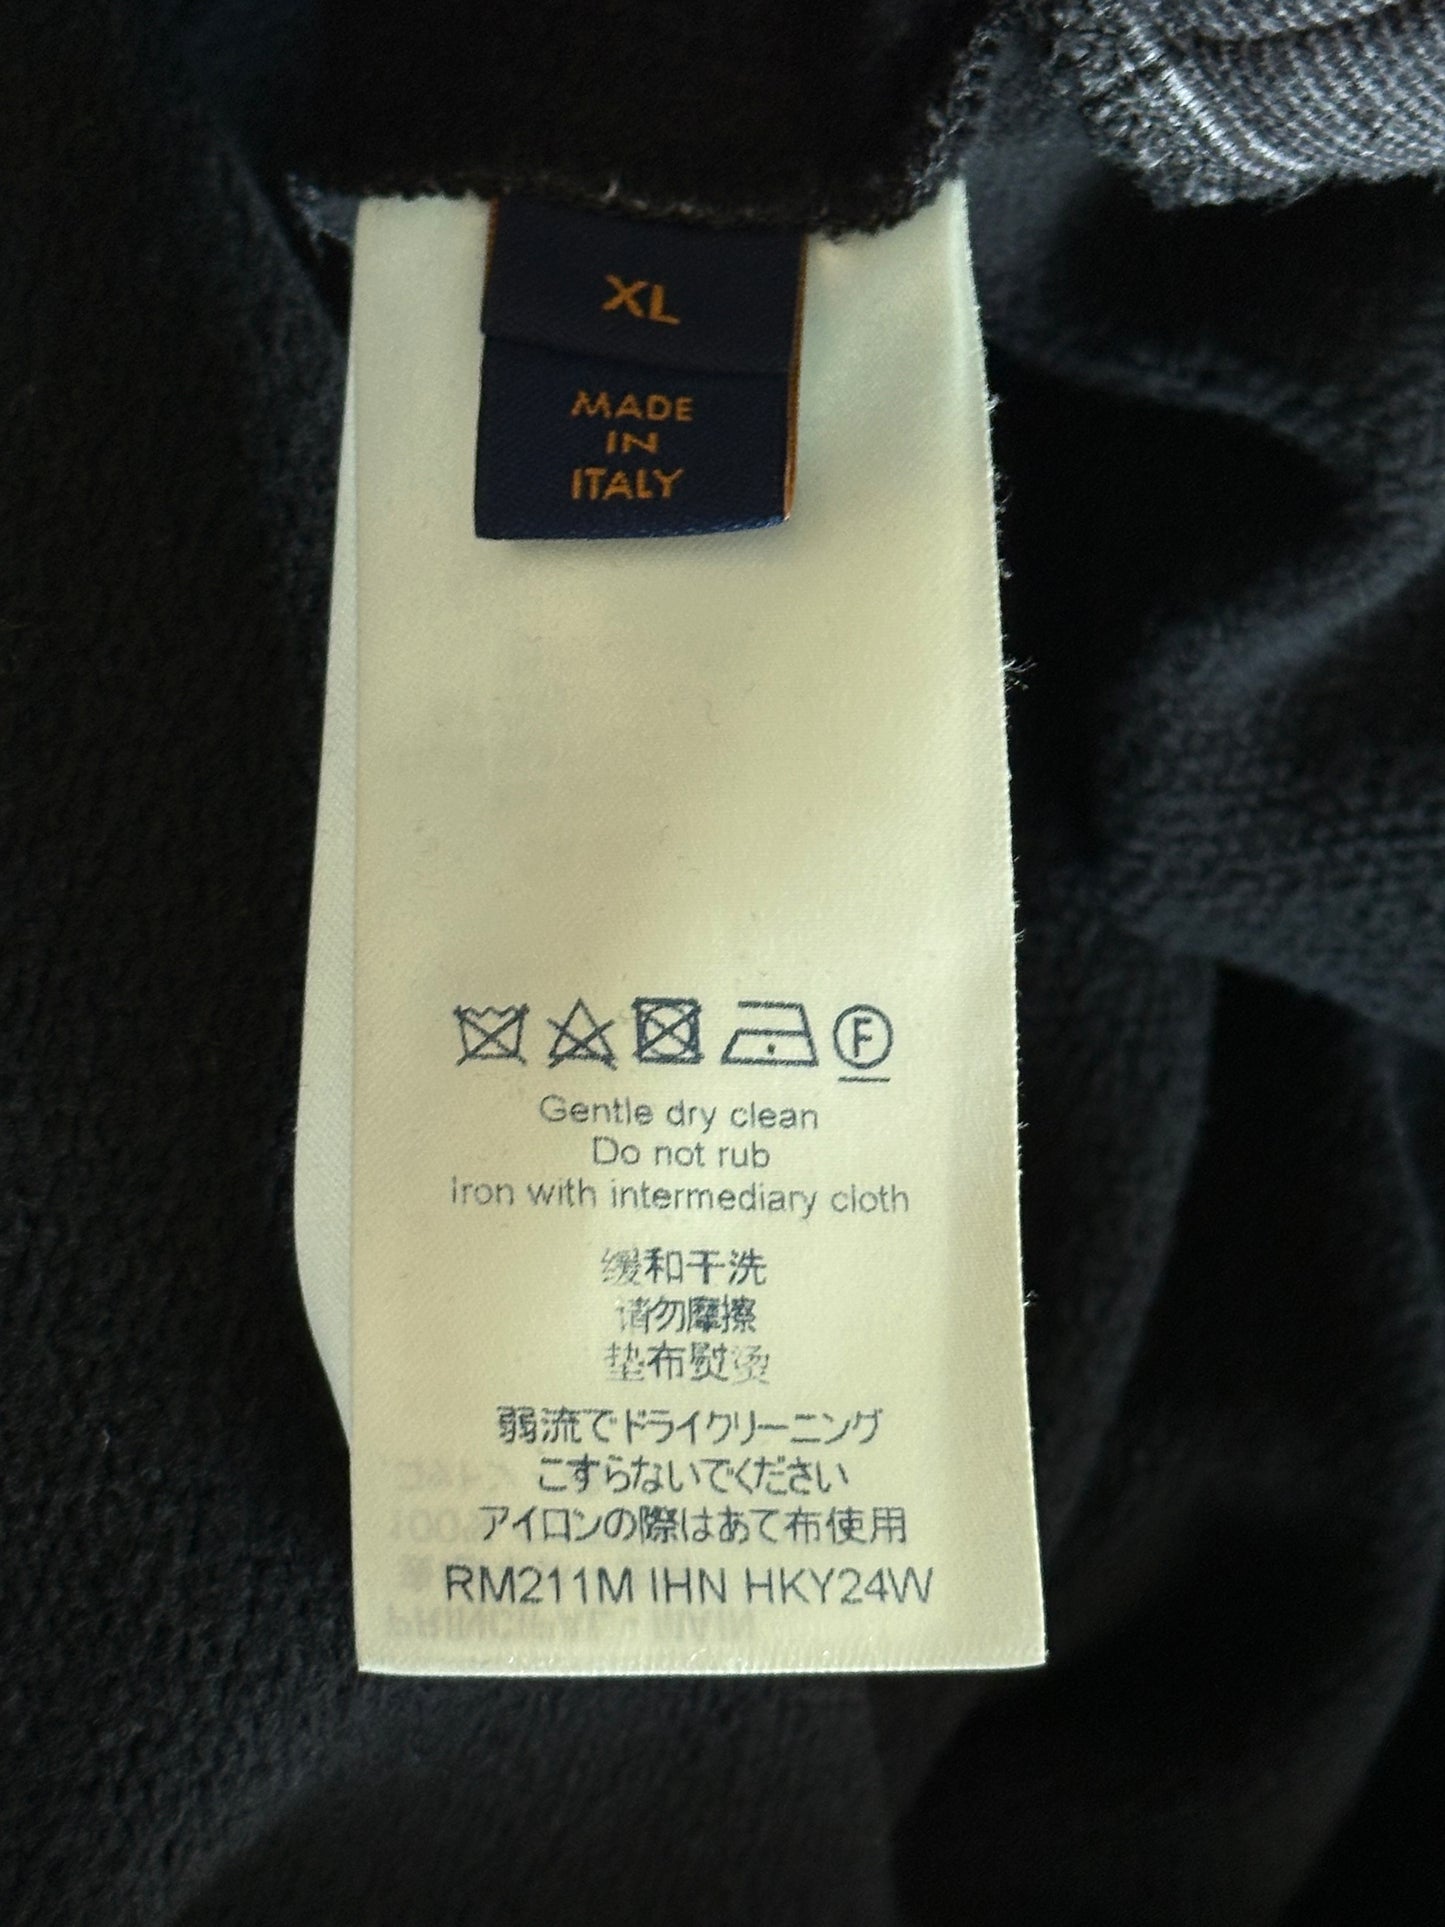 XL
MADE
IN
ITALY
F
Gentle dry clean
Do not rub
Iron with intermediary cloth
缓和干洗
请勿摩擦
垫布熨烫
弱流でドライクリーニング
こすらないでください
アイロンの際はあて布使用
RM211M IHN HKY24W
PRINCIPAL - MAIN